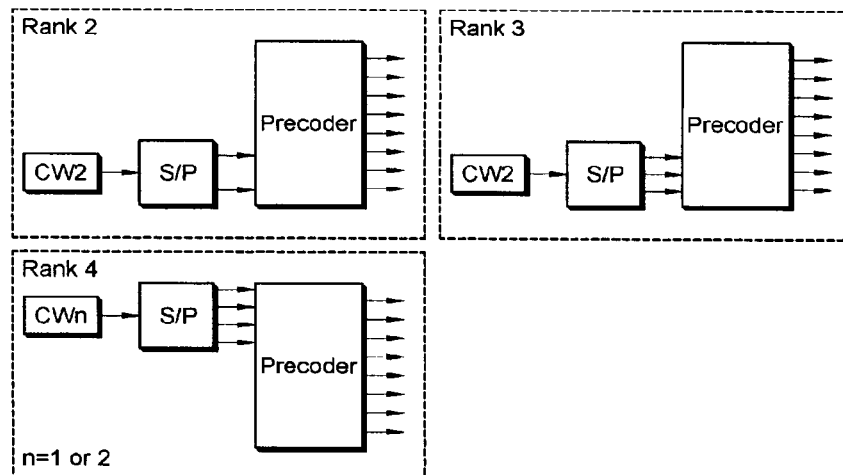 Rank 2
Precoder
CW2
S/P
Rank 3
Precoder
CW2
S/P
Rank 4
CWn
S/P
Precoder
n=1 or 2